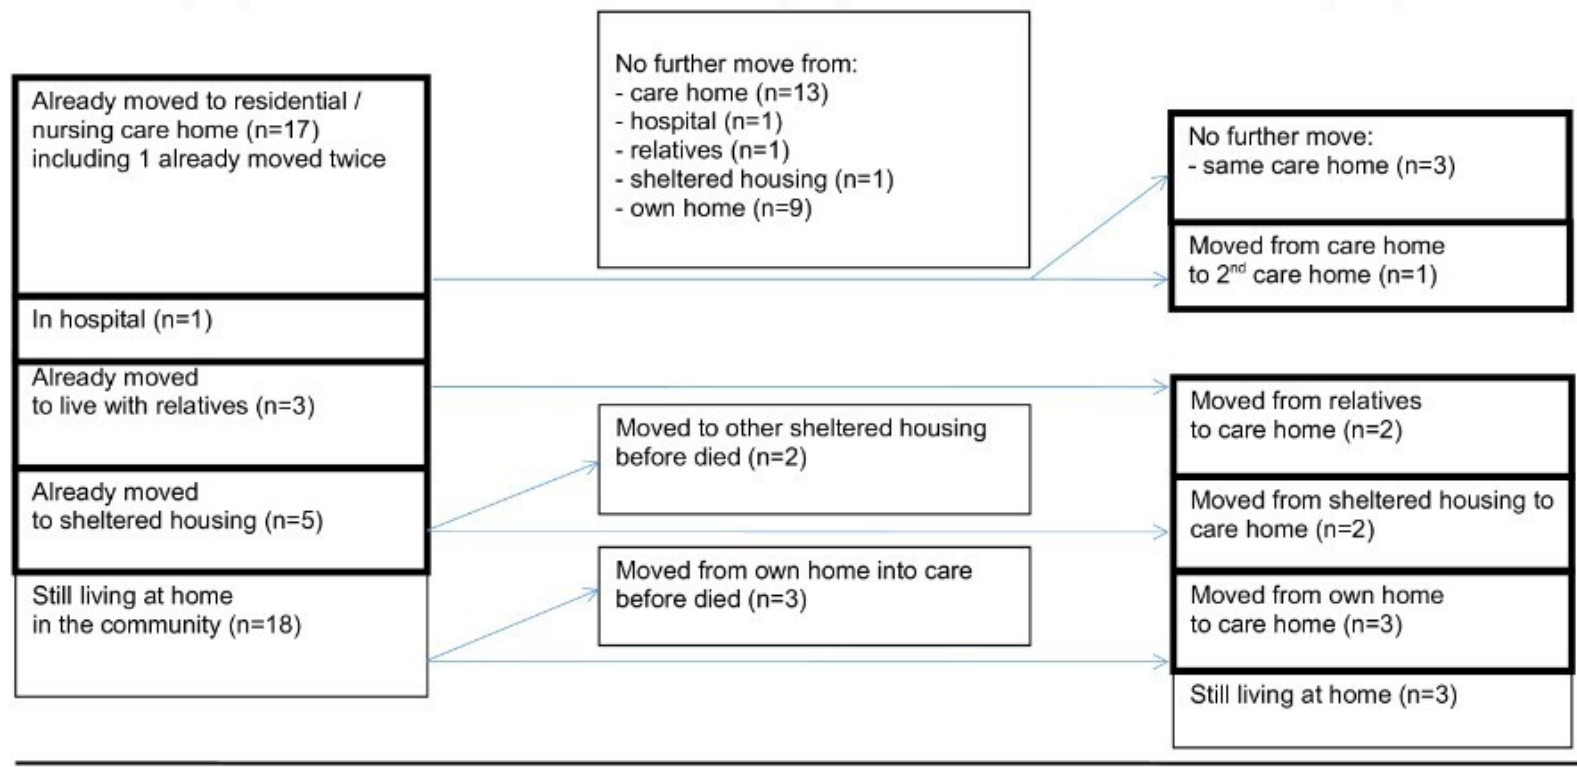 Already moved to residential /
nursing care home (n=17)
including 1 already moved twice
In hospital (n=1)
Already moved
to live with relatives (n=3)
Already moved
to sheltered housing (n=5)
Still living at home
in the community (n=18)
No further move from:
- care home (n=13)
- hospital (n=1)
- relatives (n=1)
- sheltered housing (n=1)
- own home (n=9)
Moved to other sheltered housing
before died (n=2)
Moved from own home into care
before died (n=3)
No further move:
- same care home (n=3)
Moved from care home
to 2nd care home (n=1)
Moved from relatives
to care home (n=2)
Moved from sheltered housing to
care home (n=2)
Moved from own home
to care home (n=3)
Still living at home (n=3)